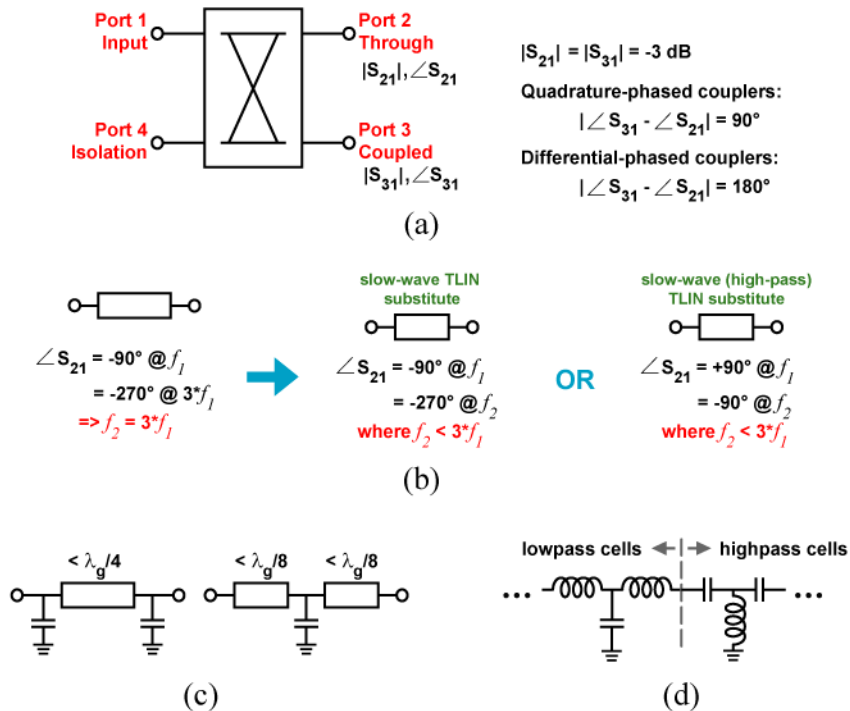 Port 1
Input
Port 2
Through
|S21|,∠S21
Port 4
Isolation
Port 3
Coupled
|S31|,∠S31
|S21| = |S31| = -3 dB
Quadrature-phased couplers:
|∠S31 - ∠S21| = 90°
Differential-phased couplers:
|∠S31 - ∠S21| = 180°
(a)
∠S21 = -90° @ f1
= -270° @ 3*f1
=> f2 = 3*f1
slow-wave TLIN
substitute
∠S21 = -90° @ f1
= -270° @ f2
where f2 < 3*f1
OR
slow-wave (high-pass)
TLIN substitute
∠S21 = +90° @ f1
= -90° @ f2
where f2 < 3*f1
(b)
< λg/4
< λg/8
< λg/8
(c)
lowpass cells
highpass cells
(d)